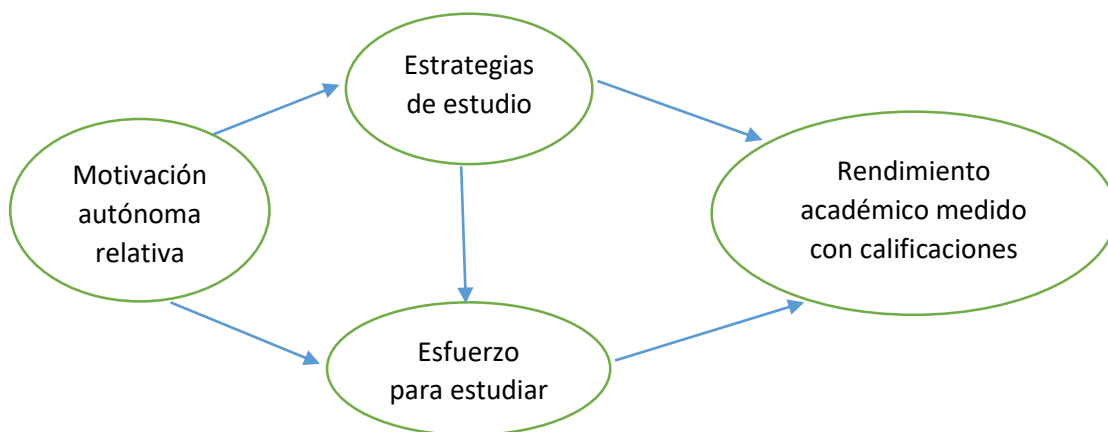 Estrategias
de estudio
Motivación
autónoma
relativa
Rendimiento
académico medido
con calificaciones
Esfuerzo
para estudiar